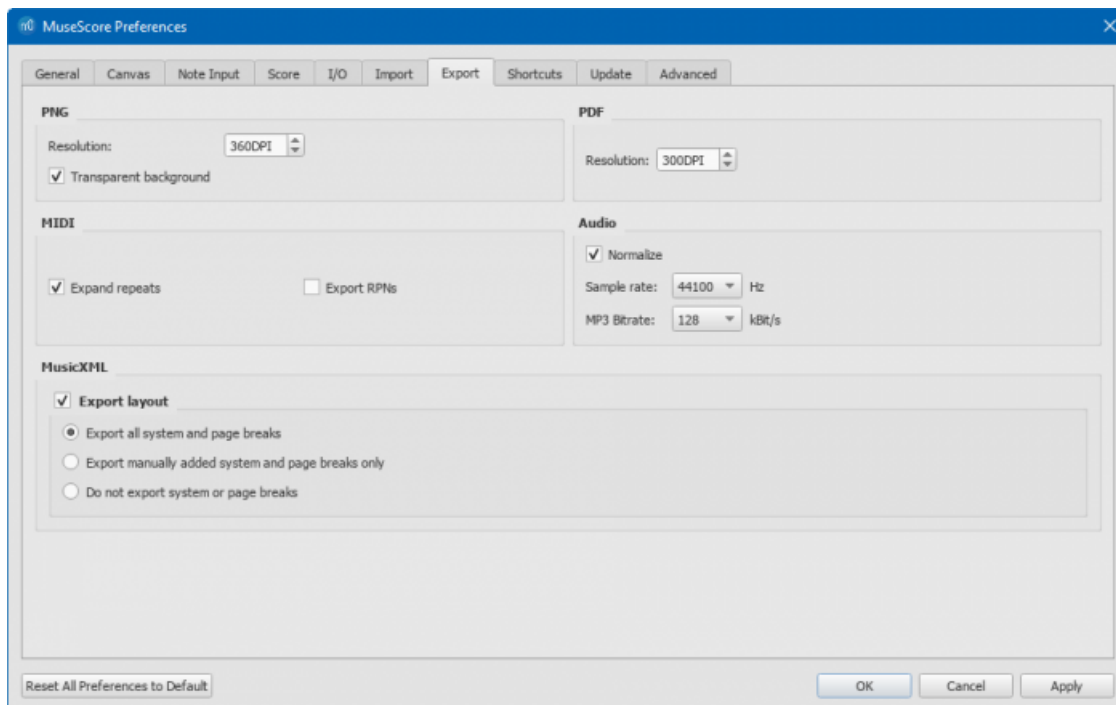 MuseScore Preferences
General Canvas Note Input Score I/O Import Export Shortcuts Update Advanced
PNG
Resolution: 360DPI
Transparent background
PDF
Resolution: 300DPI
MIDI
Expand repeats Export RPNs
Audio
Normalize
Sample rate: 44100 Hz
MP3 Bitrate: 128 kBit/s
MusicXML
Export layout
Export all system and page breaks
Export manually added system and page breaks only
Do not export system or page breaks
Reset All Preferences to Default OK Cancel Apply